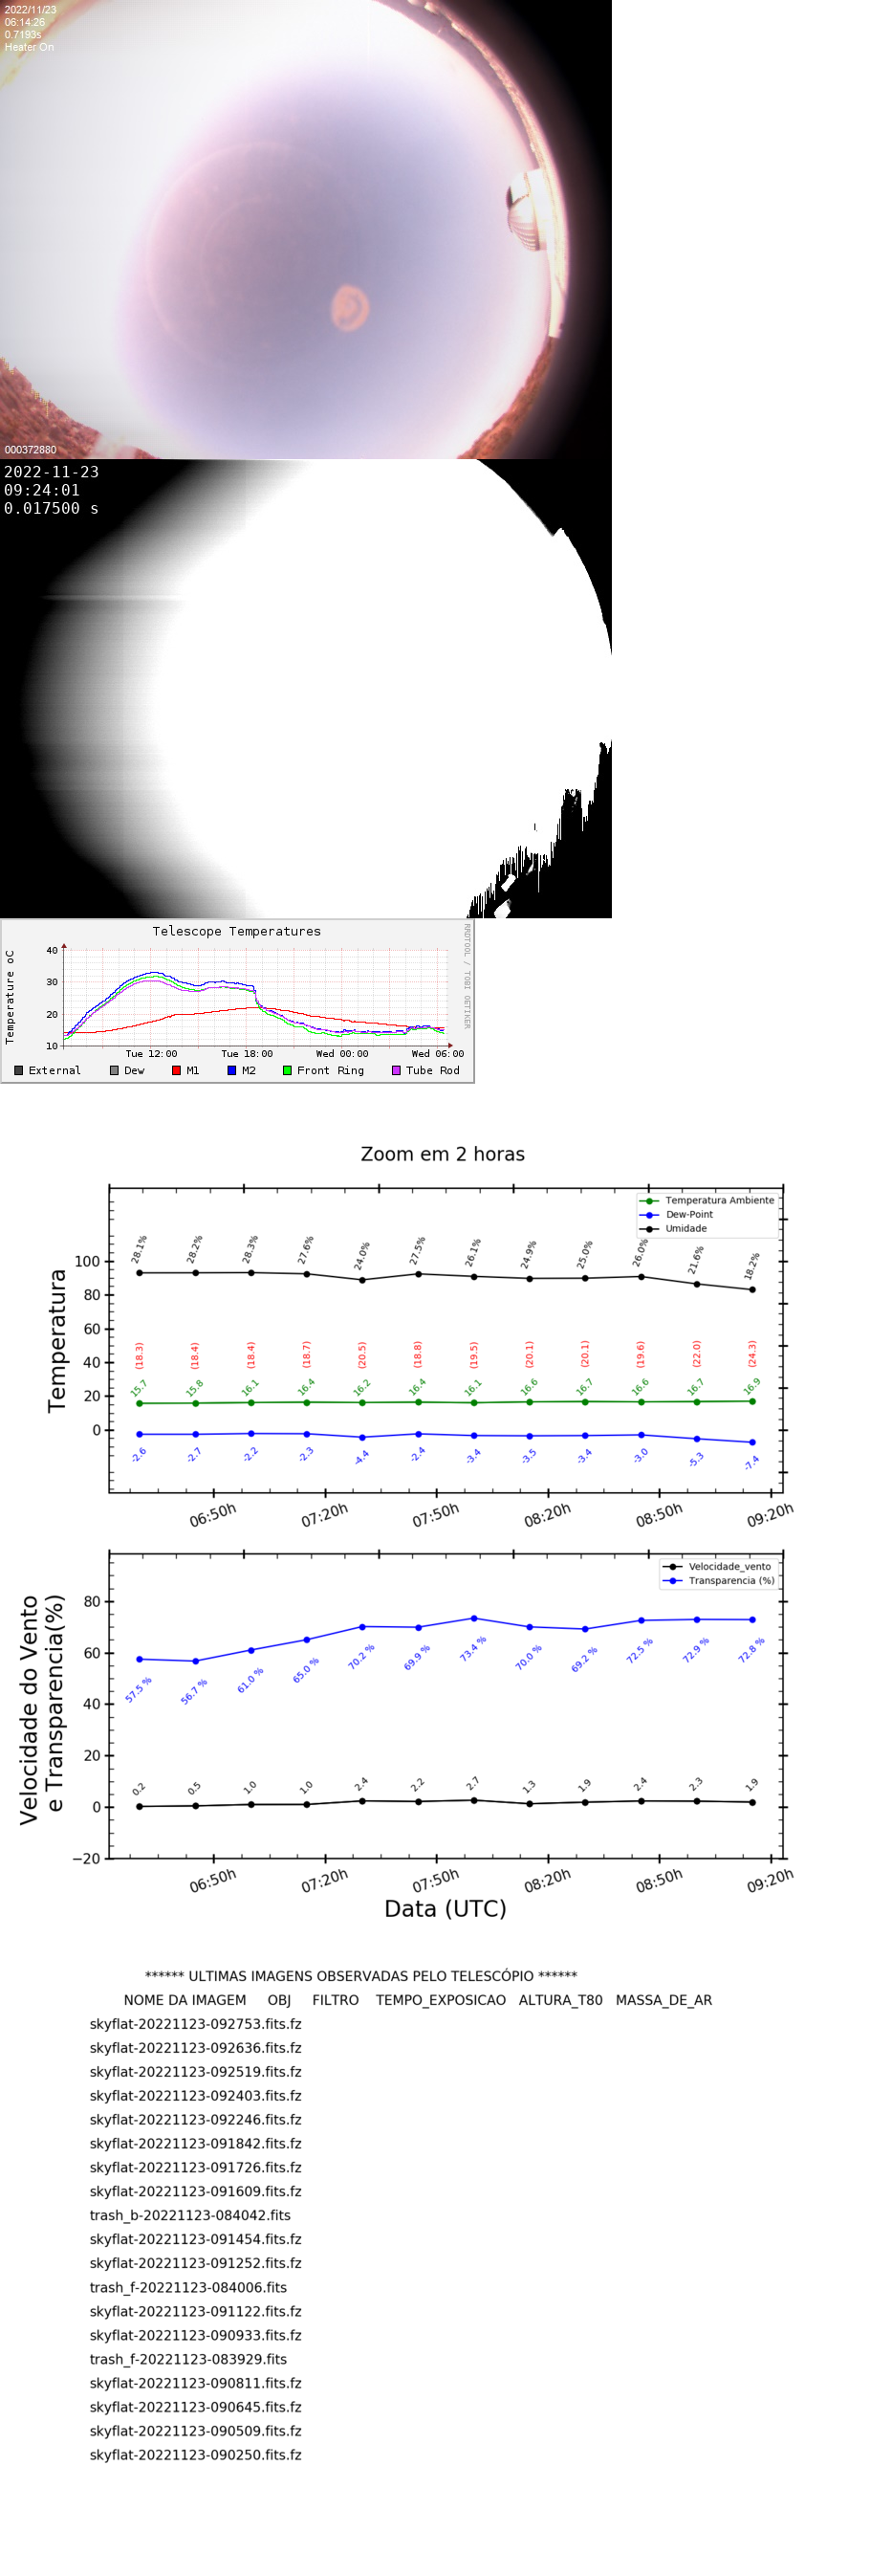 2022/11/23
06:14:26
0.7193s
Heater On
000372880
2022-11-23
09:24:01
0.017500 s
Telescope Temperatures
RRDTOOL / TOBI OETIKER
Temperature oC
40
30
20
10
Tue 12:00 Tue 18:00 Wed 00:00 Wed 06:00
External Dew M1 M2 Front Ring Tube Rod
Zoom em 2 horas
Temperatura Ambiente
Dew-Point
Umidade
Temperatura
100
80
60
40
20
0
28.1% 28.2% 28.3% 27.6% 24.0% 27.5% 26.1% 24.9% 25.0% 26.0% 21.6% 18.2%
(18.3) (18.4) (18.4) (18.7) (20.5) (18.8) (19.5) (20.1) (20.1) (19.6) (22.0) (24.3)
15.7 15.8 16.1 16.4 16.2 16.4 16.1 16.6 16.7 16.6 16.7 16.9
-2.6 -2.7 -2.2 -2.3 -4.4 -2.4 -3.4 -3.5 -3.4 -3.0 -5.3 -7.4
06:50h 07:20h 07:50h 08:20h 08:50h 09:20h
Velocidade_vento
Transparencia (%)
Velocidade do Vento
e Transparencia(%)
80
60
40
20
0
−20
57.5 % 56.7 % 61.0 % 65.0 % 70.2 % 69.9 % 73.4 % 70.0 % 69.2 % 72.5 % 72.9 % 72.8 %
0.2 0.5 1.0 1.0 2.4 2.2 2.7 1.3 1.9 2.4 2.3 1.9
06:50h 07:20h 07:50h 08:20h 08:50h 09:20h
Data (UTC)
****** ULTIMAS IMAGENS OBSERVADAS PELO TELESCÓPIO ******
NOME DA IMAGEM OBJ FILTRO TEMPO_EXPOSICAO ALTURA_T80 MASSA_DE_AR
skyflat-20221123-092753.fits.fz
skyflat-20221123-092636.fits.fz
skyflat-20221123-092519.fits.fz
skyflat-20221123-092403.fits.fz
skyflat-20221123-092246.fits.fz
skyflat-20221123-091842.fits.fz
skyflat-20221123-091726.fits.fz
skyflat-20221123-091609.fits.fz
trash_b-20221123-084042.fits
skyflat-20221123-091454.fits.fz
skyflat-20221123-091252.fits.fz
trash_f-20221123-084006.fits
skyflat-20221123-091122.fits.fz
skyflat-20221123-090933.fits.fz
trash_f-20221123-083929.fits
skyflat-20221123-090811.fits.fz
skyflat-20221123-090645.fits.fz
skyflat-20221123-090509.fits.fz
skyflat-20221123-090250.fits.fz